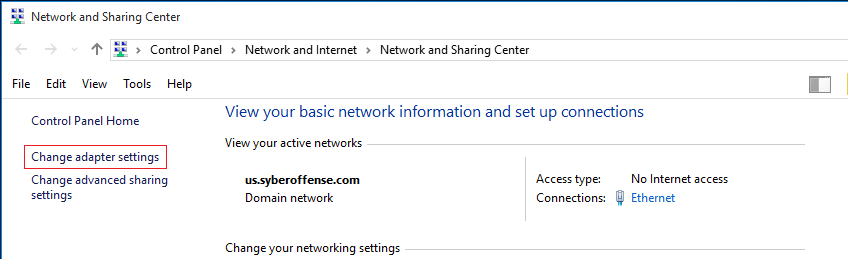 Network and Sharing Center
Control Panel > Network and Internet > Network and Sharing Center
File Edit View Tools Help
Control Panel Home
Change adapter settings
Change advanced sharing
settings
View your basic network information and set up connections
View your active networks
us.syberoffense.com
Domain network
Access type: No Internet access
Connections: Ethernet
Change your networking settings